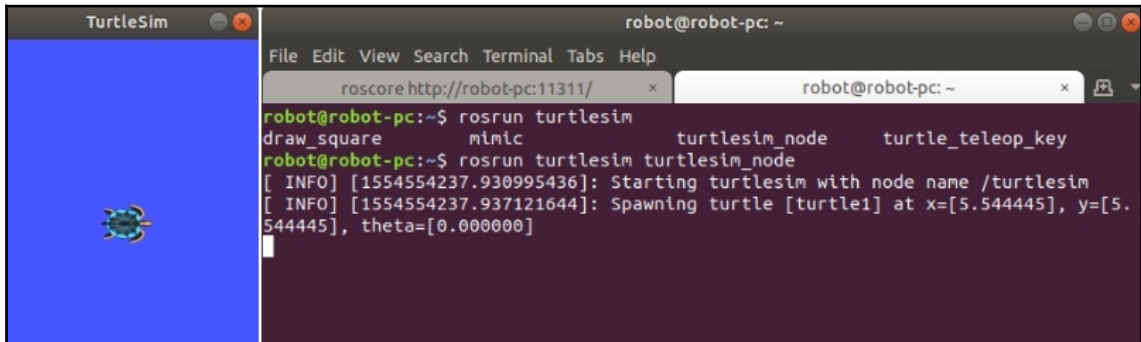 TurtleSim
robot@robot-pc: ~
File Edit View Search Terminal Tabs Help
roscore http://robot-pc:11311/ ×
robot@robot-pc: ~ ×
robot@robot-pc:~$ rosrun turtlesim
draw_square mimic turtlesim_node turtle_teleop_key
robot@robot-pc:~$ rosrun turtlesim turtlesim_node
[ INFO] [1554554237.930995436]: Starting turtlesim with node name /turtlesim
[ INFO] [1554554237.937121644]: Spawning turtle [turtle1] at x=[5.544445], y=[5.
544445], theta=[0.000000]